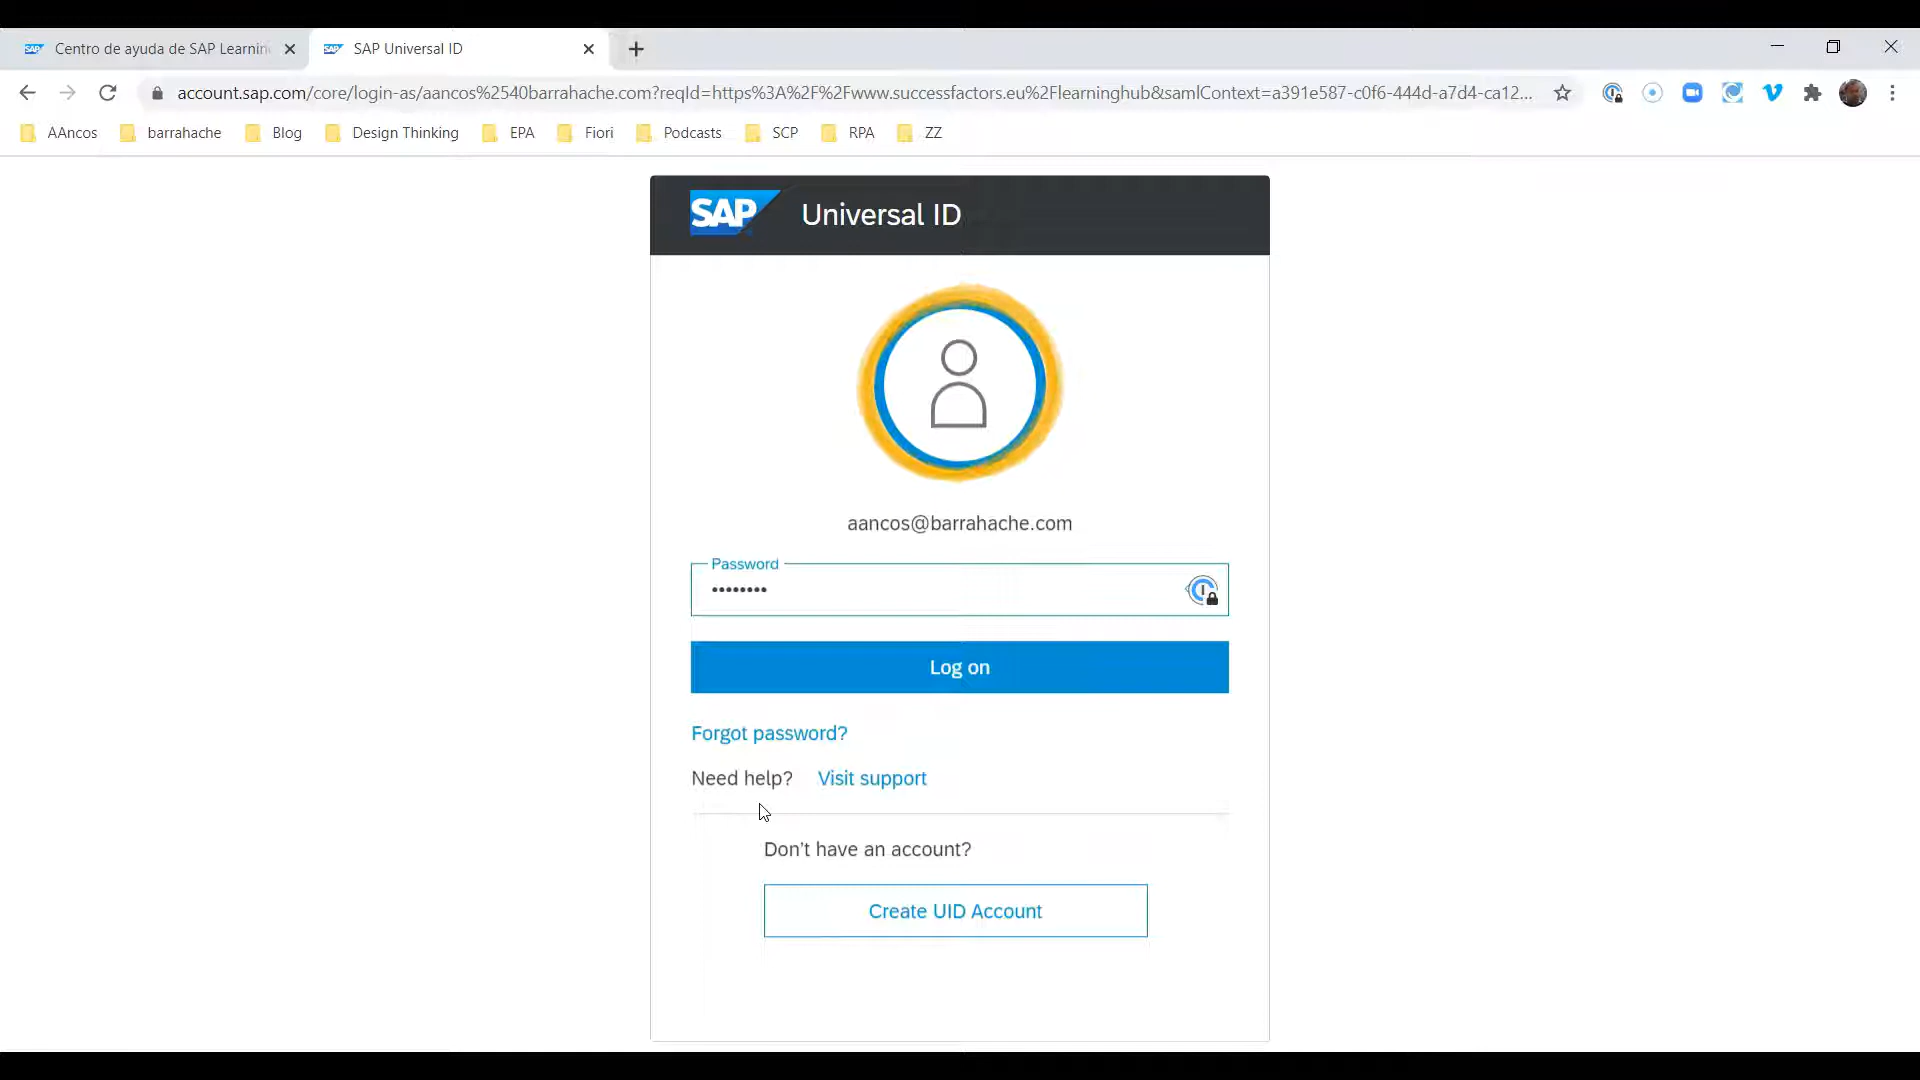 Centro de ayuda de SAP Learnin
SAP Universal ID
account.sap.com/core/login-as/aancos%2540barrahache.com?reqId=https%3A%2F%2Fwww.successfactors.eu%2Flearninghub&samlContext=a391e587-c0f6-444d-a7d4-ca12...
AAncos barrahache Blog Design Thinking EPA Fiori Podcasts SCP RPA ZZ
SAP Universal ID
aancos@barrahache.com
Password
••••••••
Log on
Forgot password?
Need help? Visit support
Don't have an account?
Create UID Account